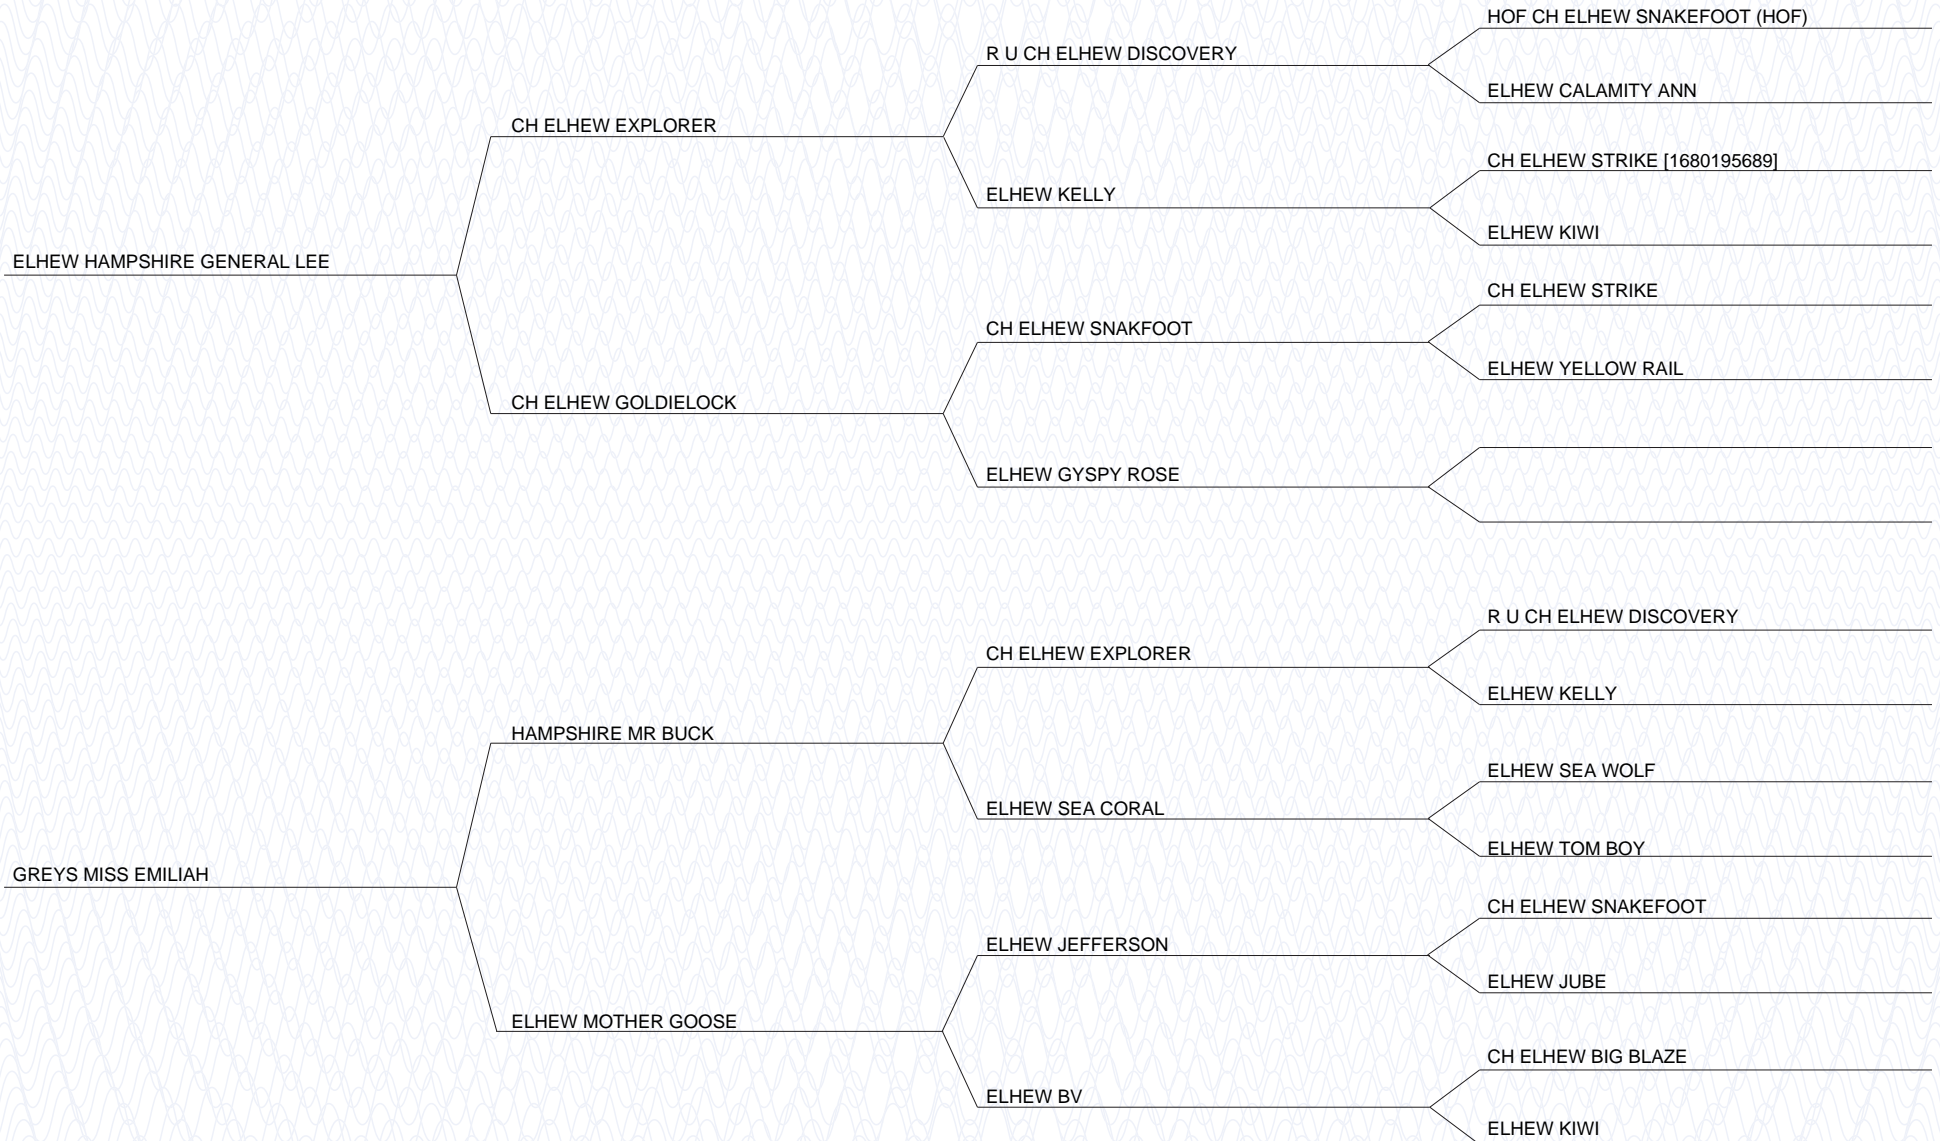 HOF CH ELHEW SNAKEFOOT (HOF)
R U CH ELHEW DISCOVERY
ELHEW CALAMITY ANN
CH ELHEW EXPLORER
CH ELHEW STRIKE [1680195689]
ELHEW KELLY
ELHEW KIWI
ELHEW HAMPSHIRE GENERAL LEE
CH ELHEW STRIKE
CH ELHEW SNAKFOOT
ELHEW YELLOW RAIL
CH ELHEW GOLDIELOCK
ELHEW GYSPY ROSE
R U CH ELHEW DISCOVERY
CH ELHEW EXPLORER
ELHEW KELLY
HAMPSHIRE MR BUCK
ELHEW SEA WOLF
ELHEW SEA CORAL
ELHEW TOM BOY
GREYS MISS EMILIAH
CH ELHEW SNAKEFOOT
ELHEW JEFFERSON
ELHEW JUBE
ELHEW MOTHER GOOSE
CH ELHEW BIG BLAZE
ELHEW BV
ELHEW KIWI